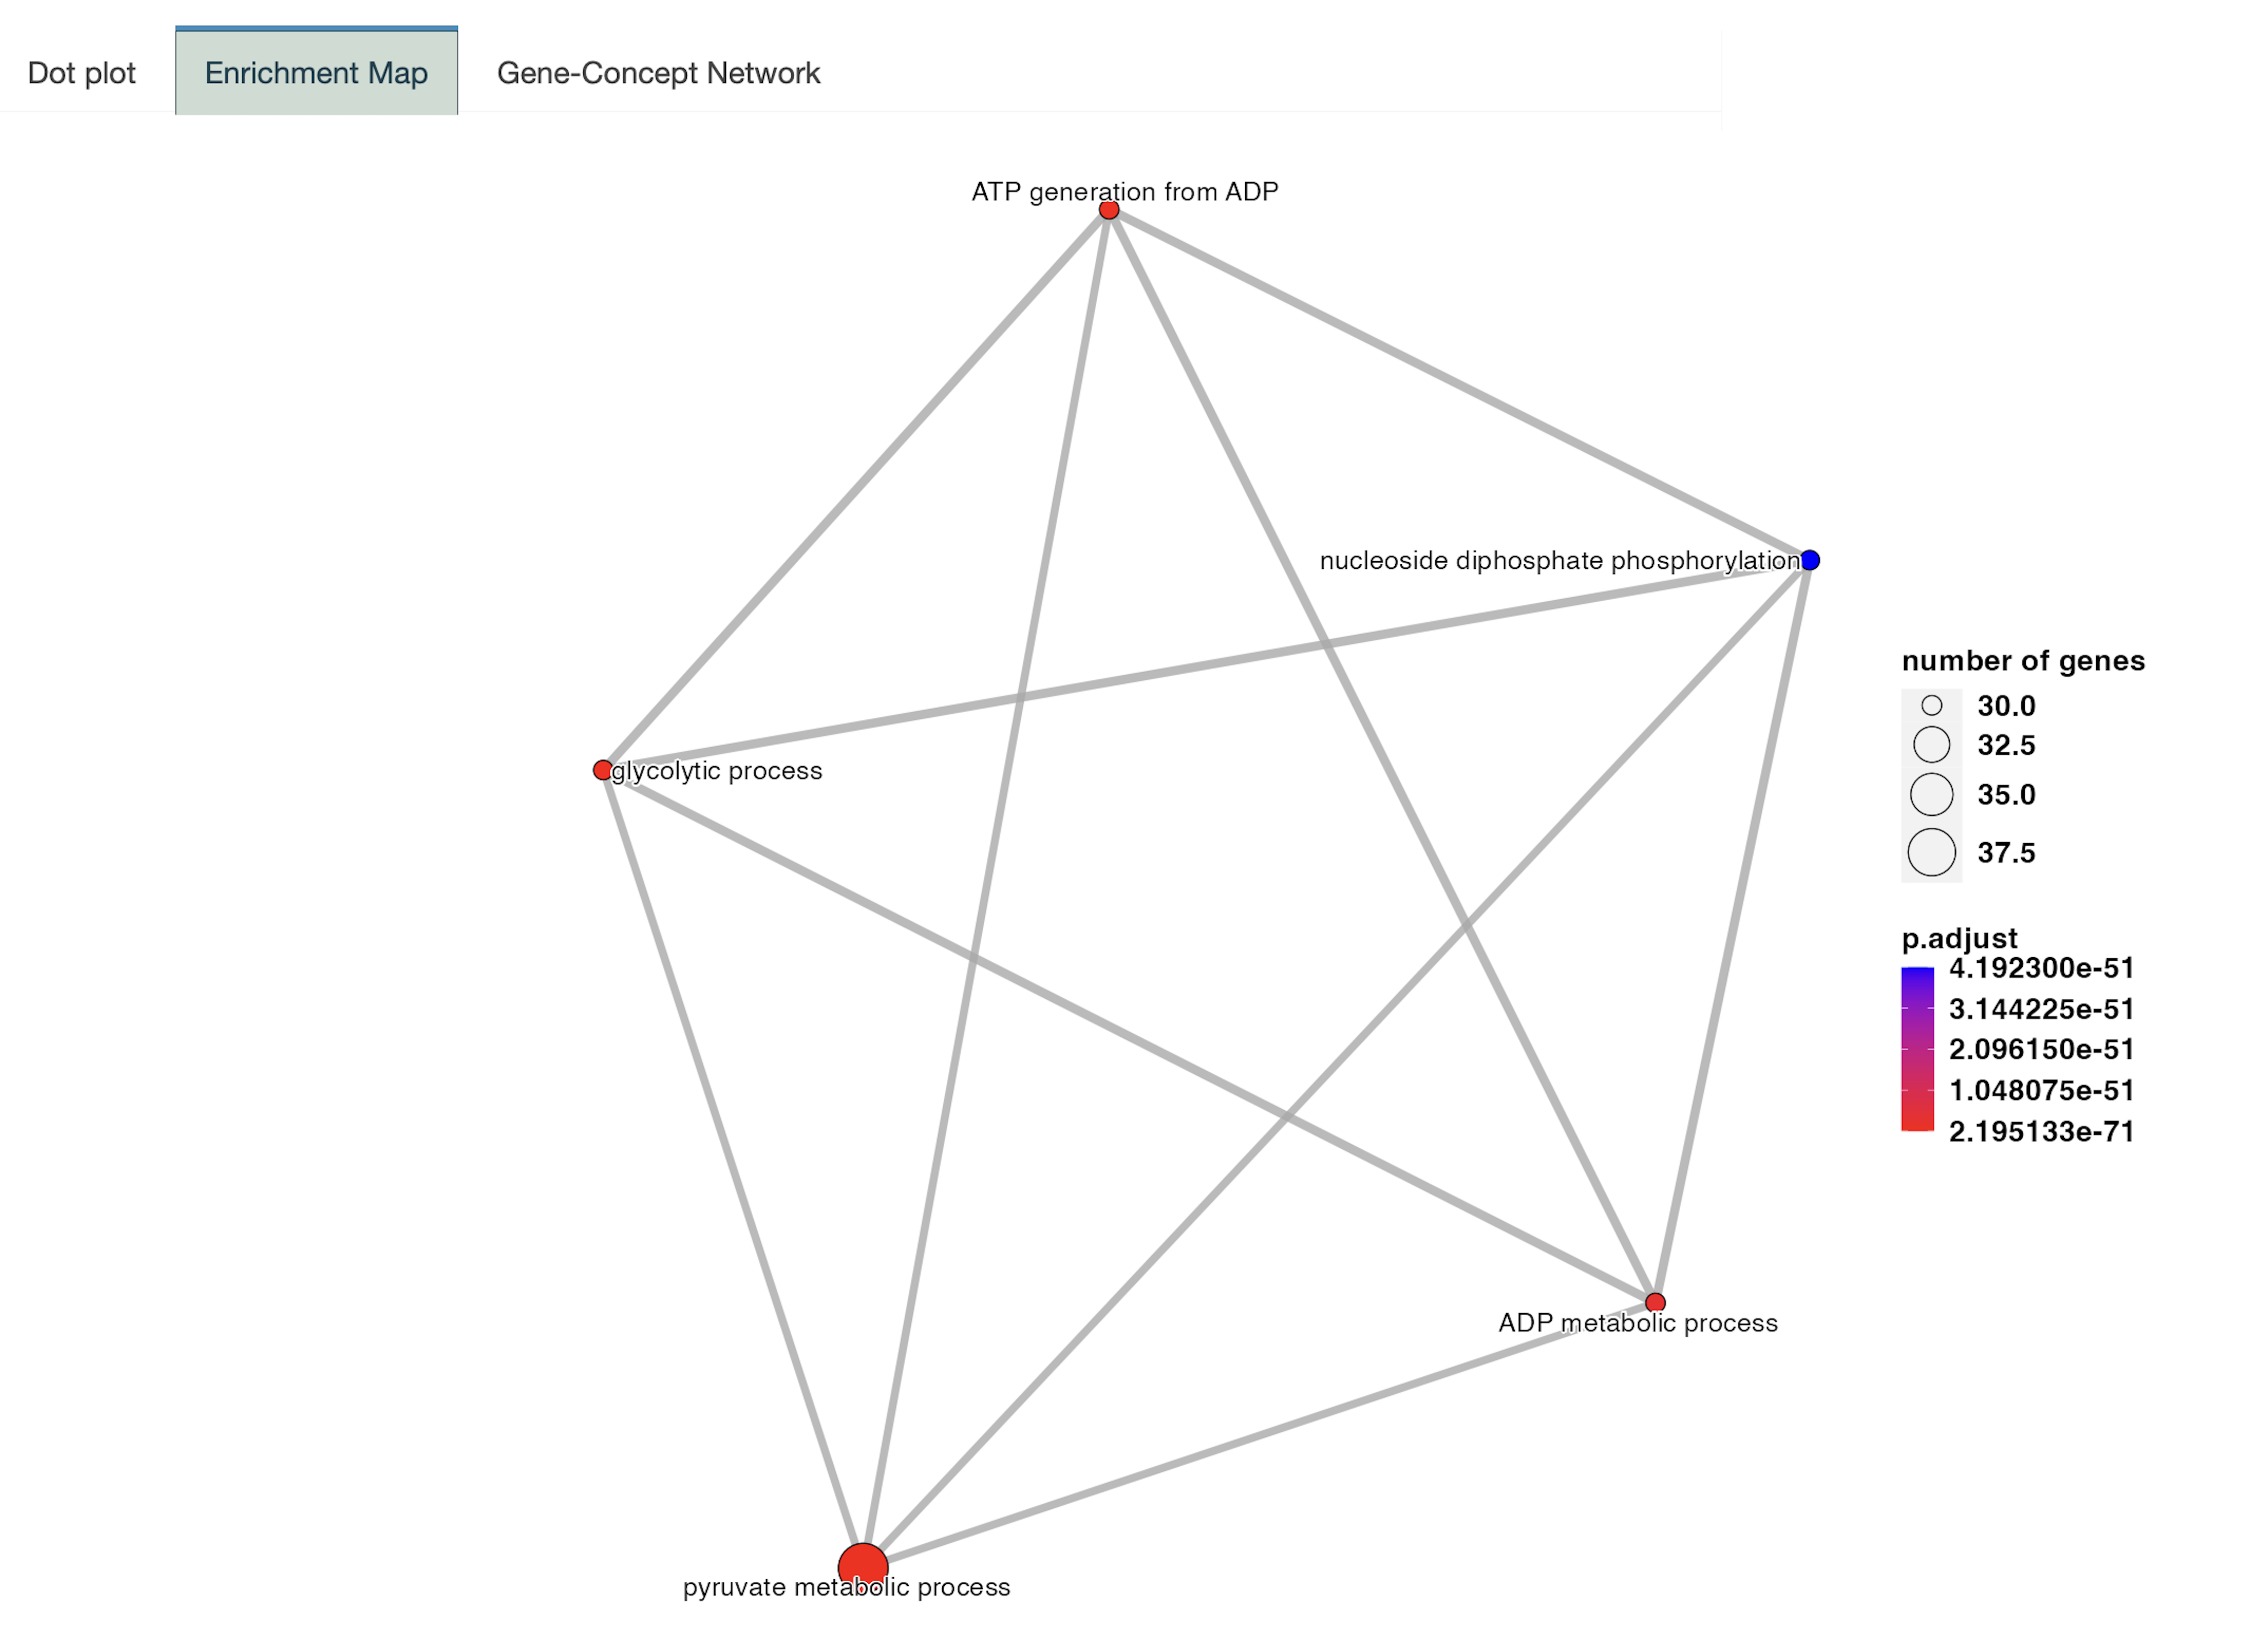 Dot plot
Enrichment Map
Gene-Concept Network
ATP generation from ADP
nucleoside diphosphate phosphorylation
number of genes
30.0
32.5
glycolytic process
35.0
37.5
p.adjust
4.192300e-51
3.144225e-51
2.096150e-51
1.048075e-51
2.195133e-71
ADP metabolic process
pyruvate metabolic process